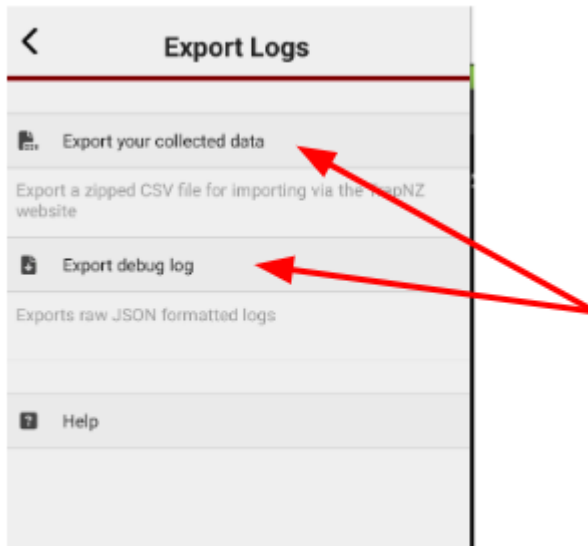 Export Logs
Export your collected data
Export a zipped CSV file for importing via the TrapNZ
website
Export debug log
Exports raw JSON formatted logs
Help